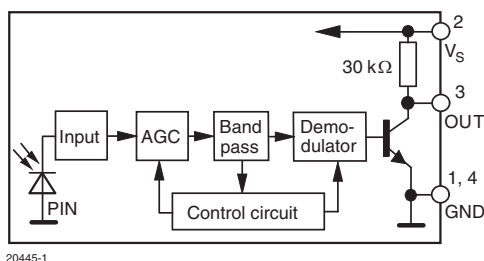 2
V_S
30 kΩ
3
OUT
Input
AGC
Band
pass
Demo-
dulator
1, 4
GND
PIN
Control circuit
20445-1